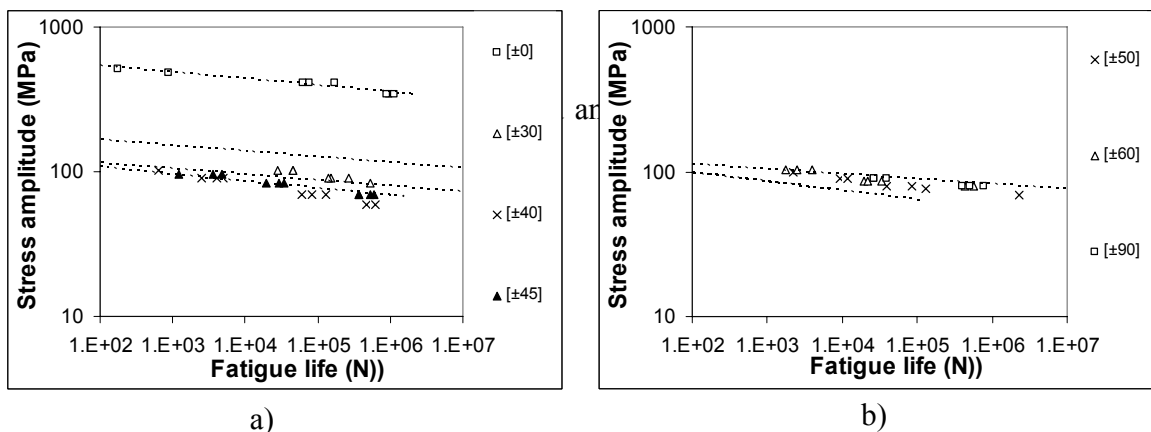 1000
100
10
Stress amplitude (MPa)
1.E+02 1.E+03 1.E+04 1.E+05 1.E+06 1.E+07
Fatigue life (N))
[±0]
[±30]
[±40]
[±45]
a)
an
1000
100
10
Stress amplitude (MPa)
1.E+02 1.E+03 1.E+04 1.E+05 1.E+06 1.E+07
Fatigue life (N))
[±50]
[±60]
[±90]
b)